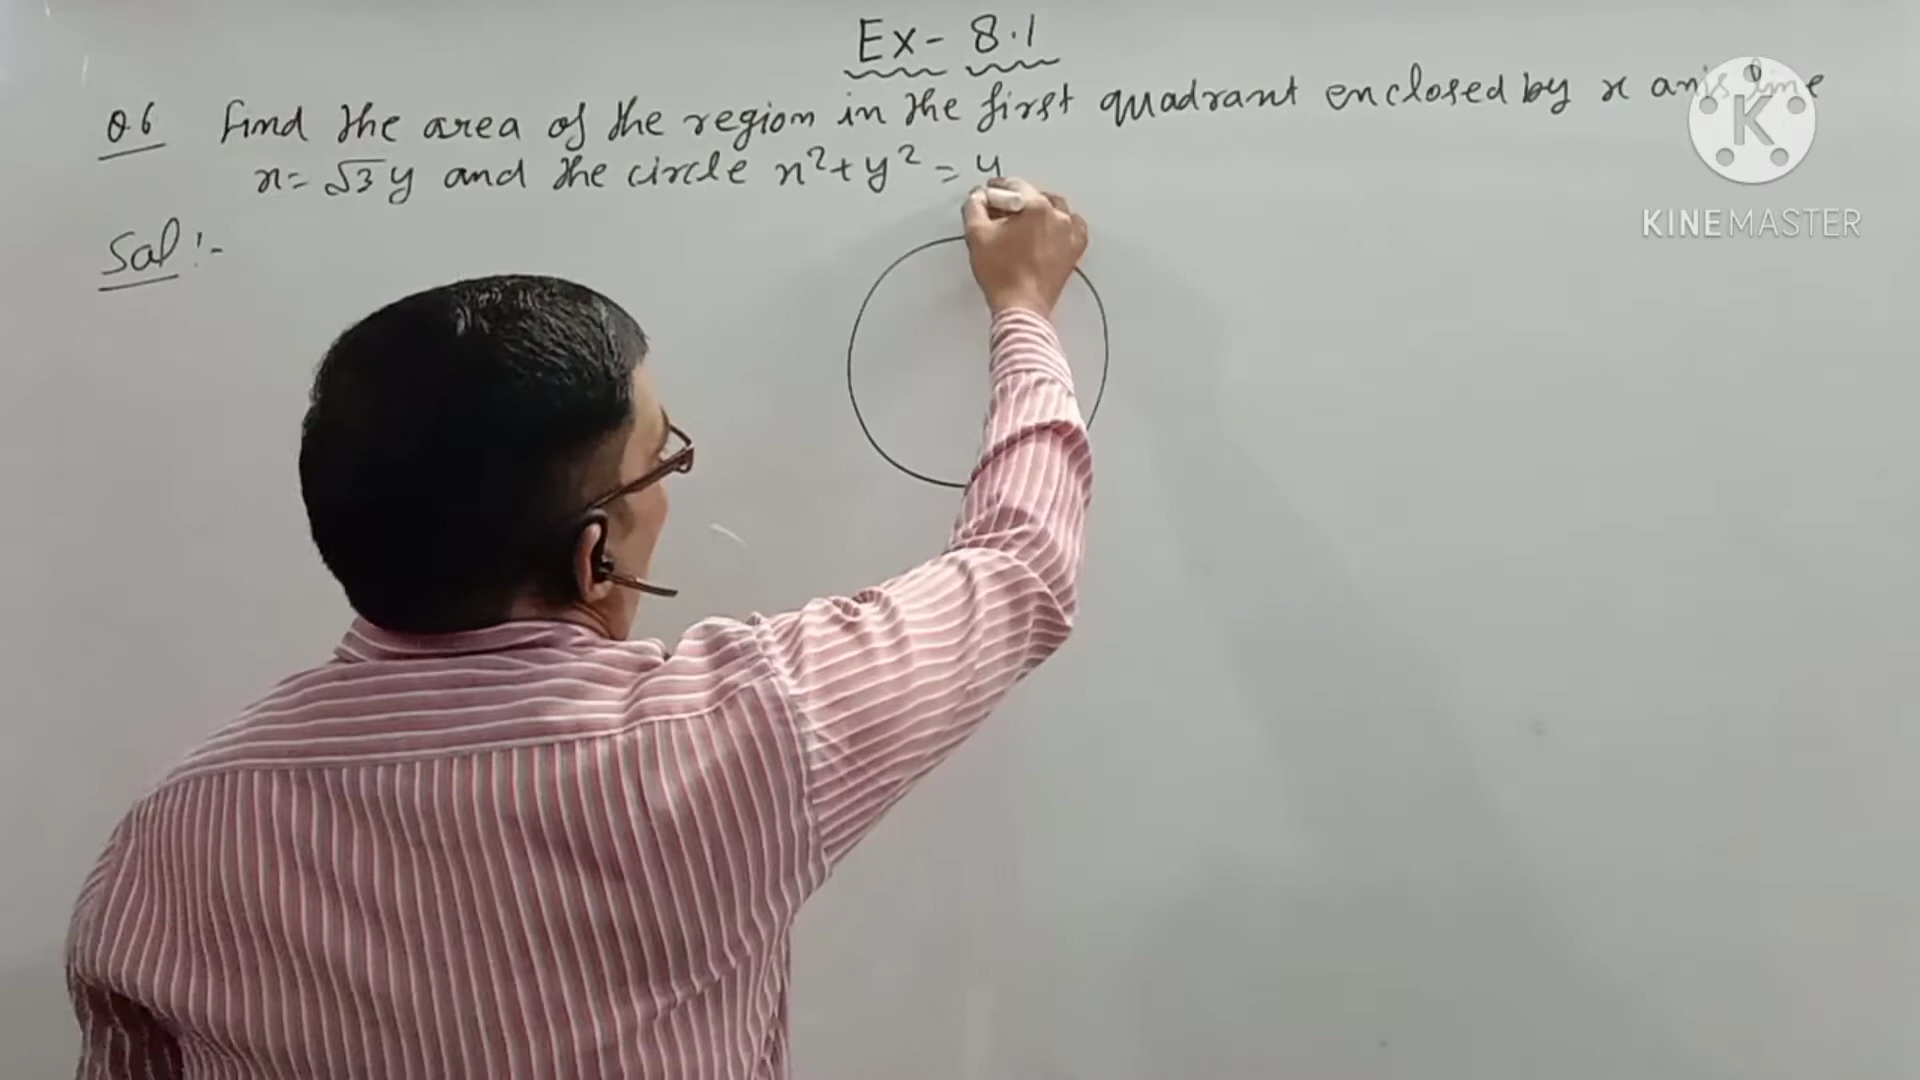 Ex- 8.1
Q.6 Find the area of the region in the first quadrant enclosed by x axis line
x= √3y and the circle x²+y² = 4
Sol:-
K
KINEMASTER